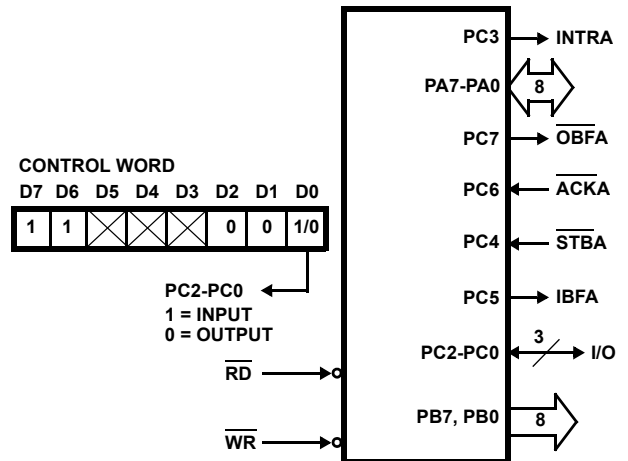 CONTROL WORD
D7 D6 D5 D4 D3 D2 D1 D0
1 1 0 0 1/0
PC2-PC0
1 = INPUT
0 = OUTPUT
RD
WR
PC3 INTRA
PA7-PA0 8
PC7 OBFA
PC6 ACKA
PC4 STBA
PC5 IBFA
3
PC2-PC0 I/O
PB7, PB0 8